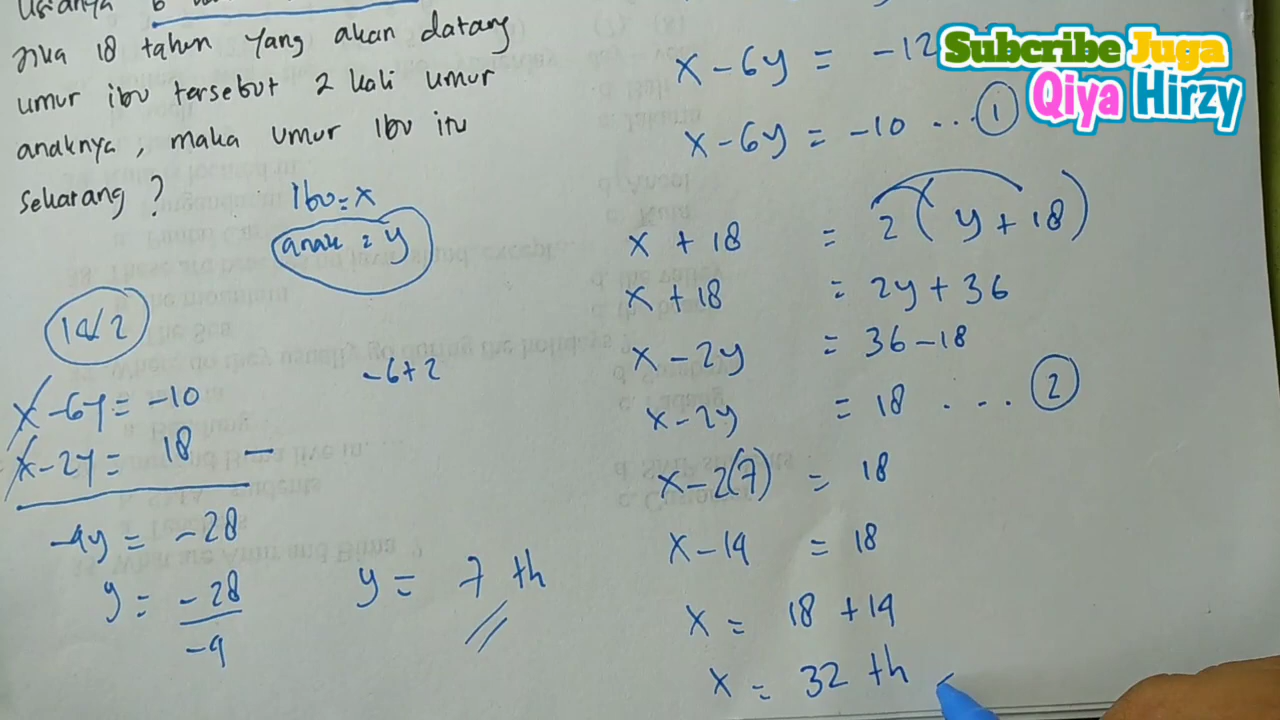 usianya 6
jika 18 tahun yang akan datang
umur ibu tersebut 2 kali umur
anaknya, maka umur ibu itu
sekarang?
Ibu = x
anak = y
1 & 2
-6+2
x - 6y = -10
x - 2y = 18 -
-4y = -28
y = -28
-4
y = 7 th
x - 6y = -12
x - 6y = -10 ... 1
x + 18 = 2(y + 18)
x + 18 = 2y + 36
x - 2y = 36 - 18
x - 2y = 18 .... 2
x - 2(7) = 18
x - 14 = 18
x = 18 + 14
x = 32 th
Subcribe Juga
Qiya Hirzy